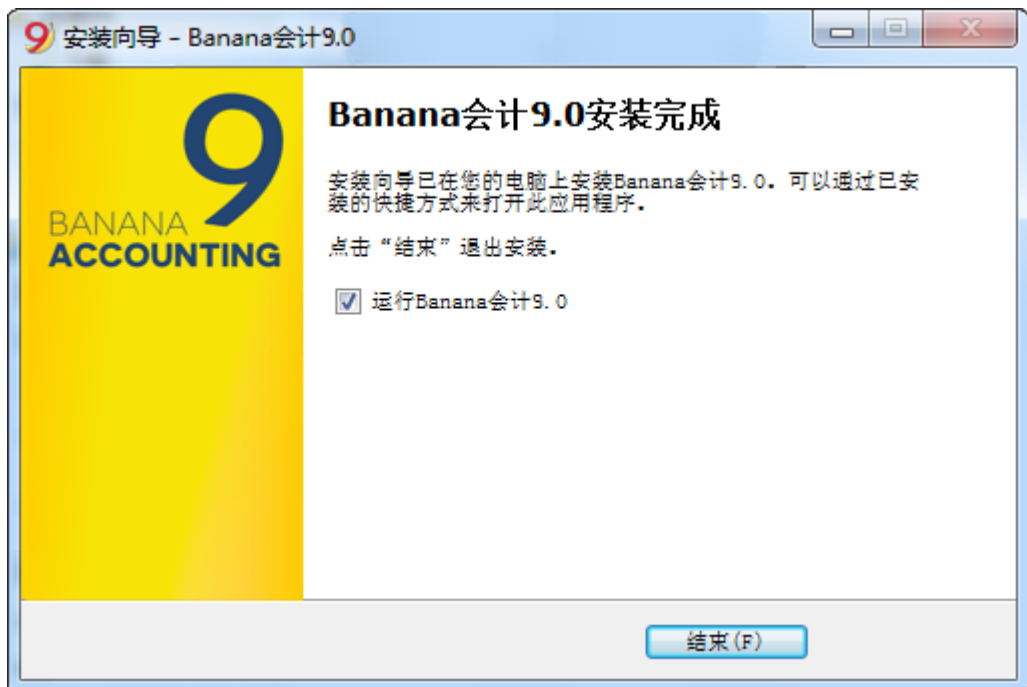 9 安装向导 - Banana会计9.0
9
BANANA
ACCOUNTING
Banana会计9.0安装完成
安装向导已在您的电脑上安装Banana会计9.0。可以通过已安
装的快捷方式来打开此应用程序。
点击“结束”退出安装。
运行Banana会计9.0
结束(F)